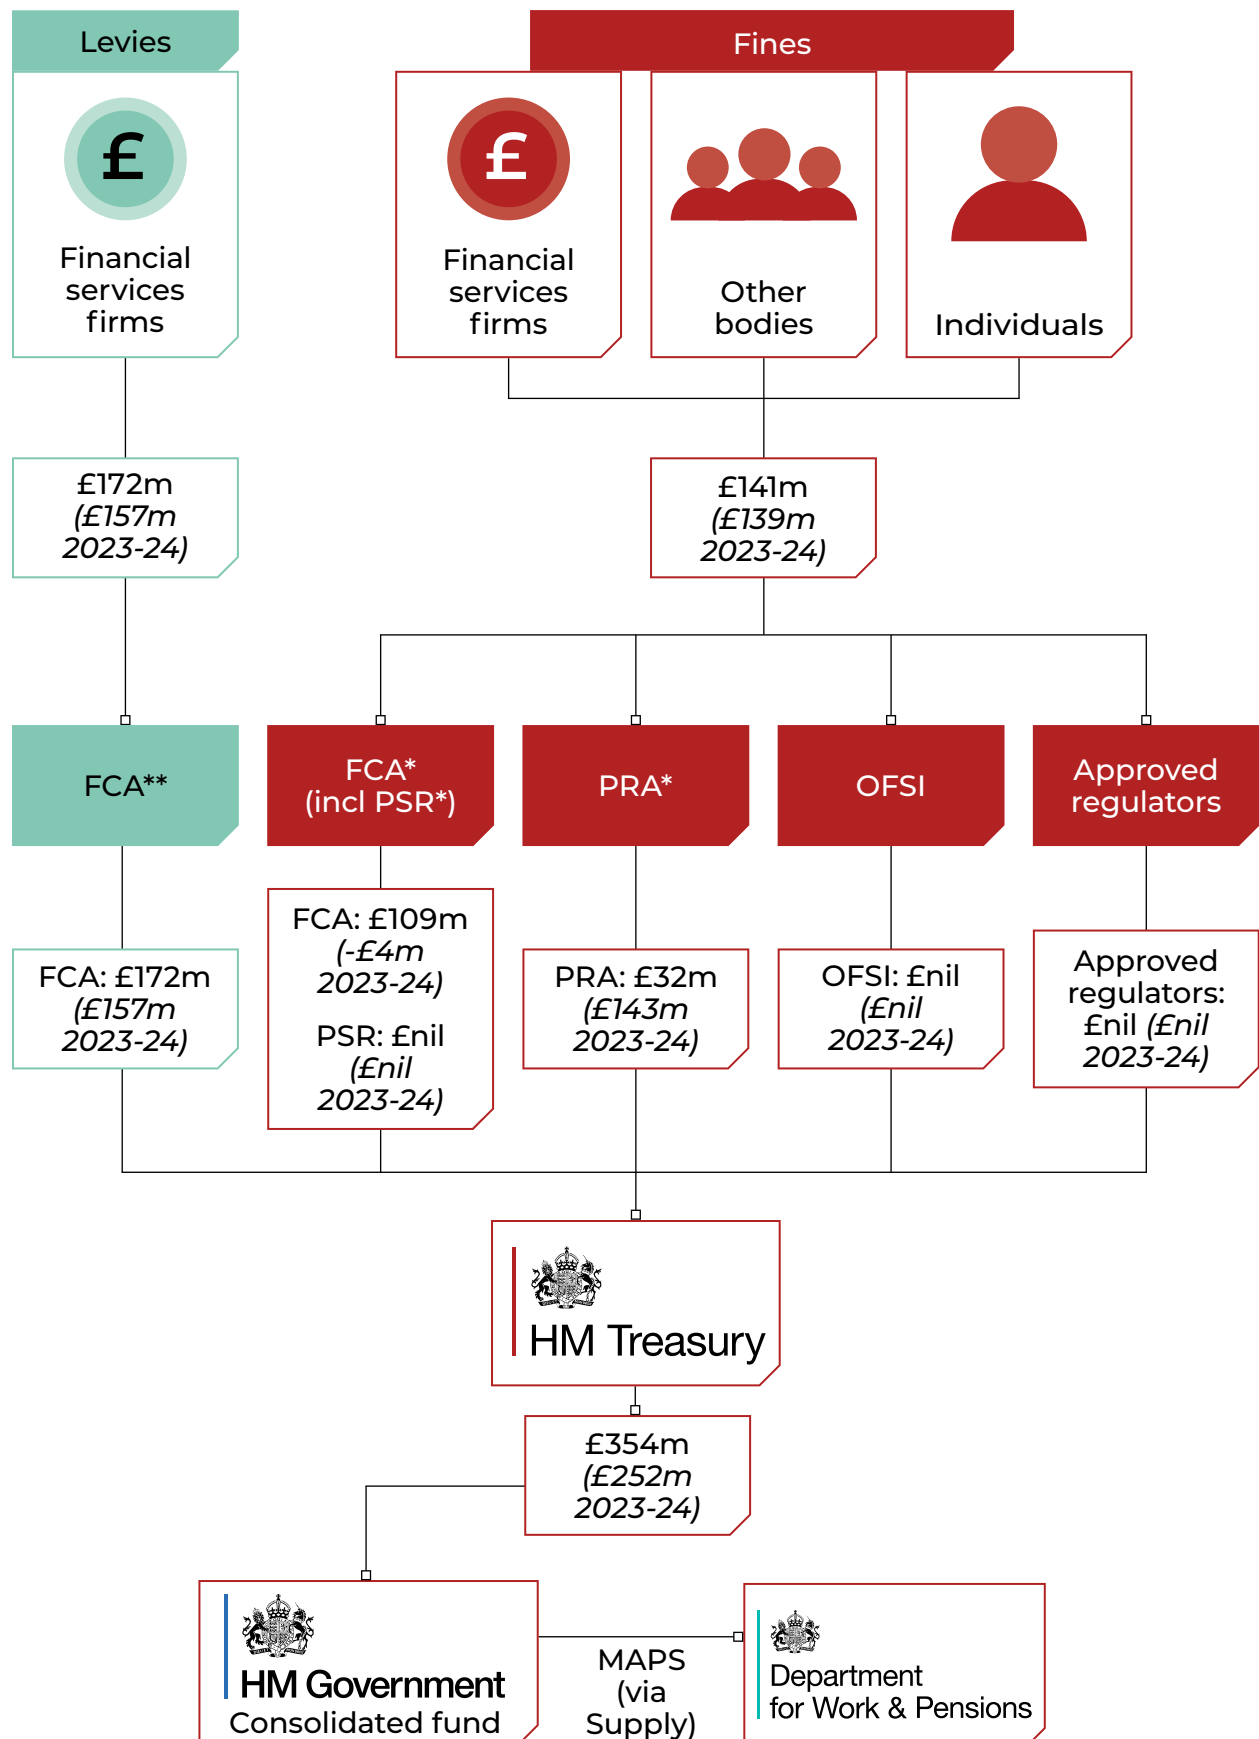 Levies
Fines
£
Financial
services
firms
£
Financial
services
firms
Other
bodies
Individuals
£172m
(£157m
2023-24)
£141m
(£139m
2023-24)
FCA**
FCA*
(incl PSR*)
PRA*
OFSI
Approved
regulators
FCA: £172m
(£157m
2023-24)
FCA: £109m
(-£4m
2023-24)
PSR: £nil
(£nil
2023-24)
PRA: £32m
(£143m
2023-24)
OFSI: £nil
(£nil
2023-24)
Approved
regulators:
£nil (£nil
2023-24)
HM Treasury
£354m
(£252m
2023-24)
HM Government
Consolidated fund
MAPS
(via
Supply)
Department
for Work & Pensions